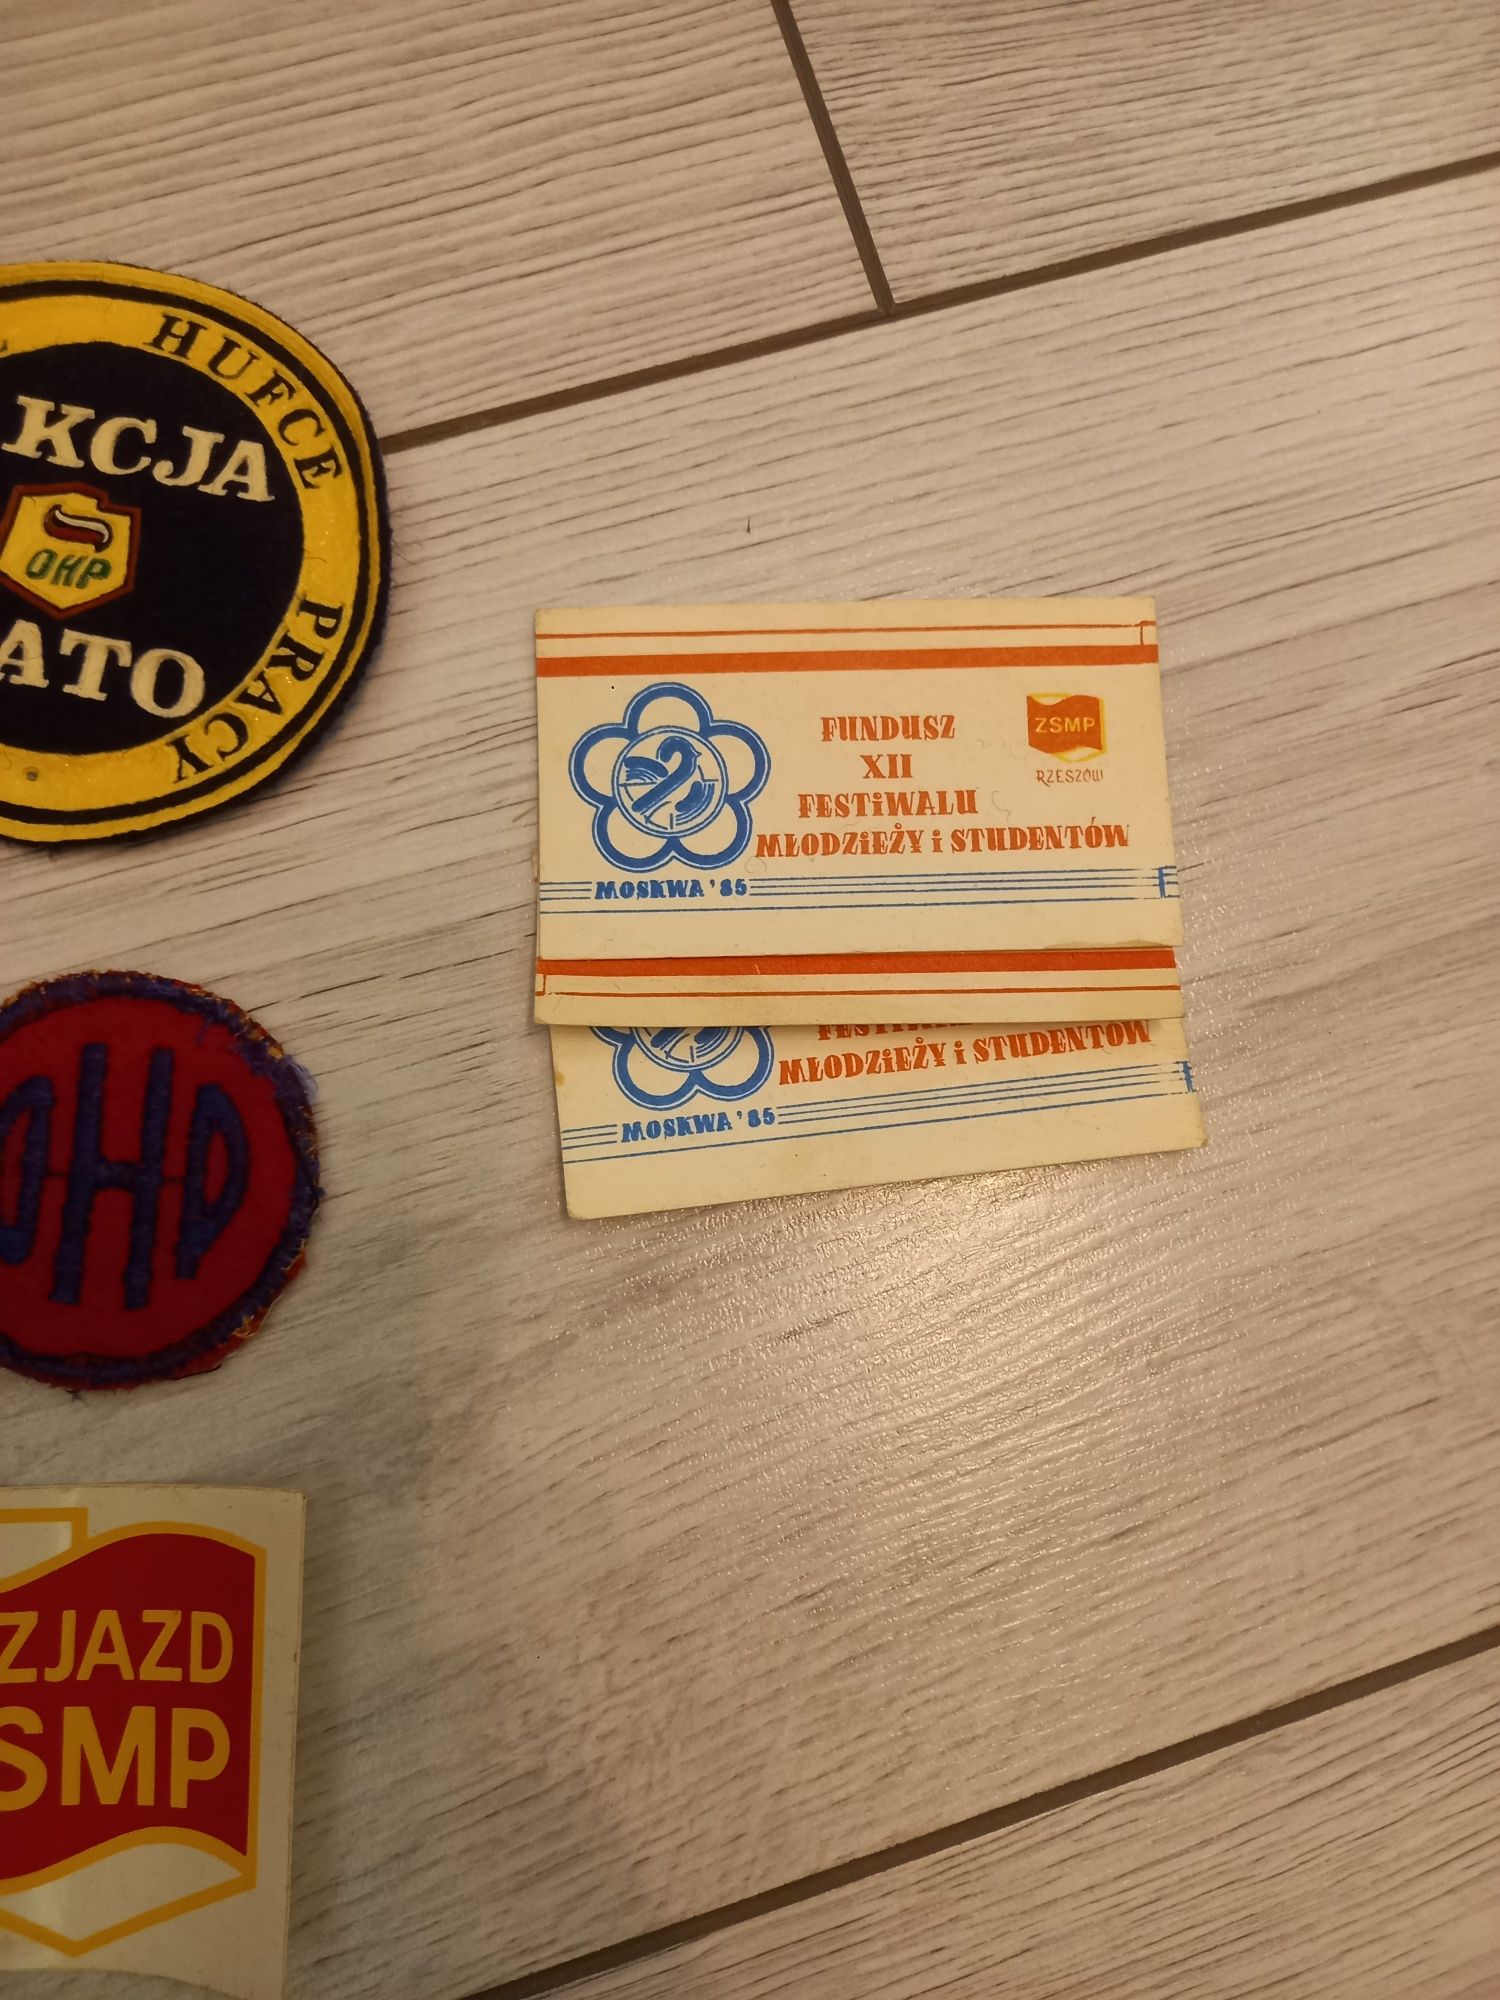 HUFCE PRACY
KCJA
OHP
ATO
OHP
ZJAZD
SMP
FUNDUSZ
XII
FESTiWALU
MŁODZiEŻY i STUDENTÓW
MOSKWA '85
ZSMP
RZESZÓW
MŁODZiEŻY i STUDENTÓW
MOSKWA '85